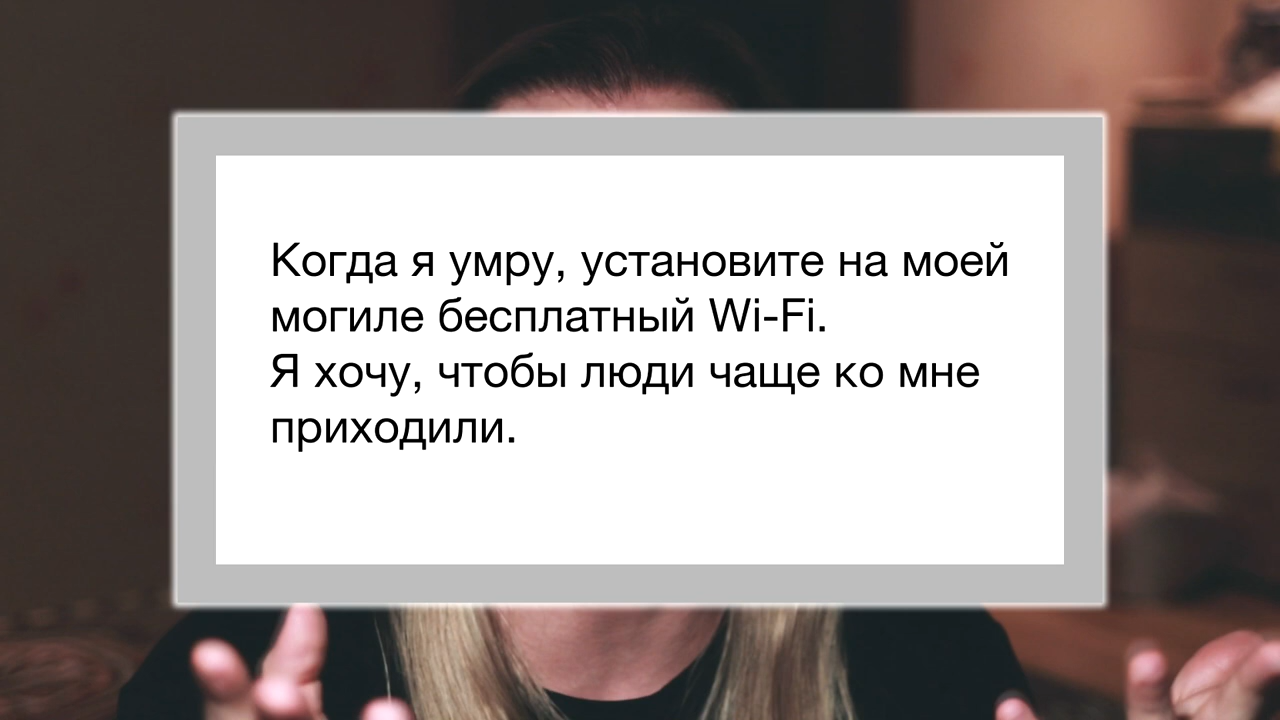 Когда я умру, установите на моей
могиле бесплатный Wi-Fi.
Я хочу, чтобы люди чаще ко мне
приходили.